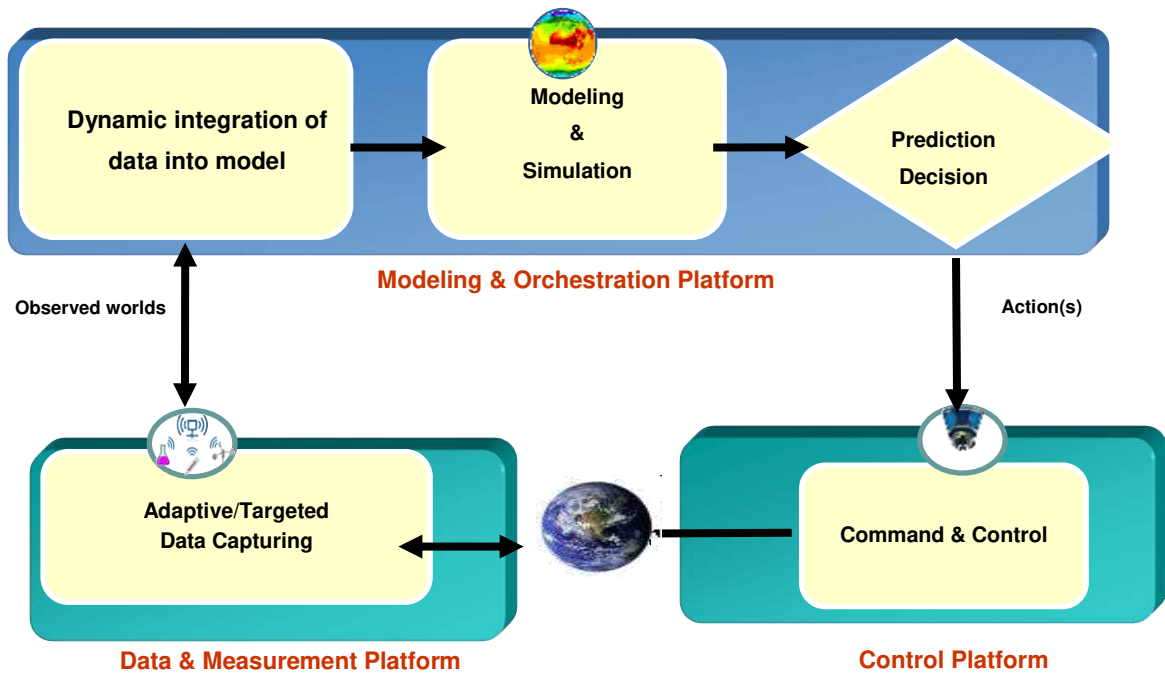 Dynamic integration of
data into model
Modeling
&
Simulation
Prediction
Decision
Modeling & Orchestration Platform
Observed worlds
Action(s)
Adaptive/Targeted
Data Capturing
Command & Control
Data & Measurement Platform
Control Platform